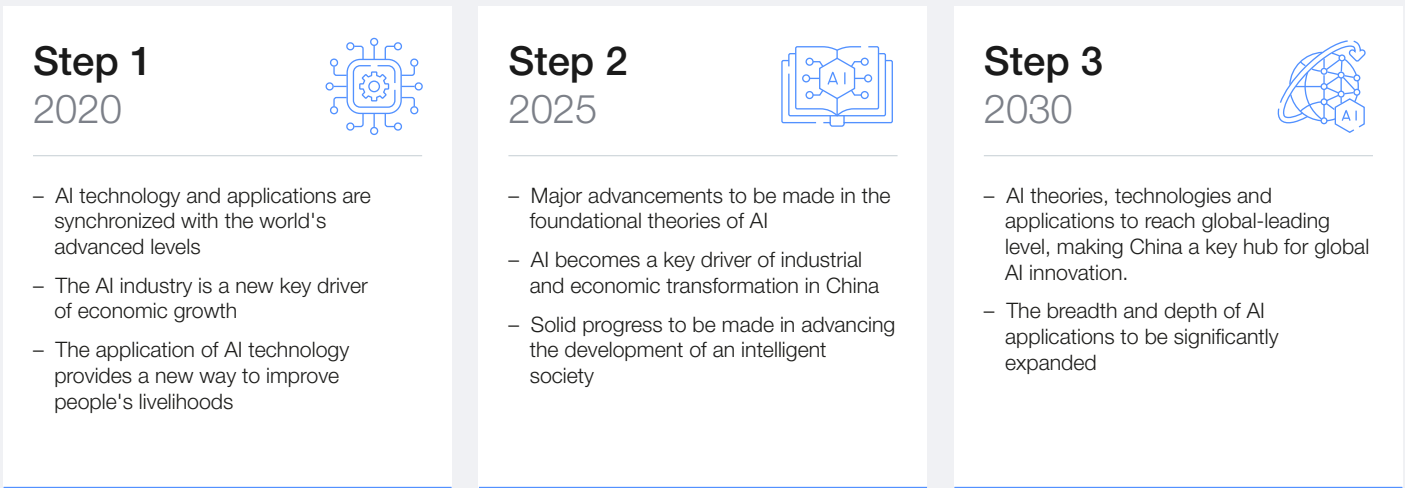 Step 1
2020
– AI technology and applications are
synchronized with the world's
advanced levels
– The AI industry is a new key driver
of economic growth
– The application of AI technology
provides a new way to improve
people's livelihoods
Step 2
2025
AI
– Major advancements to be made in the
foundational theories of AI
– AI becomes a key driver of industrial
and economic transformation in China
– Solid progress to be made in advancing
the development of an intelligent
society
Step 3
2030
AI
– AI theories, technologies and
applications to reach global-leading
level, making China a key hub for global
AI innovation.
– The breadth and depth of AI
applications to be significantly
expanded